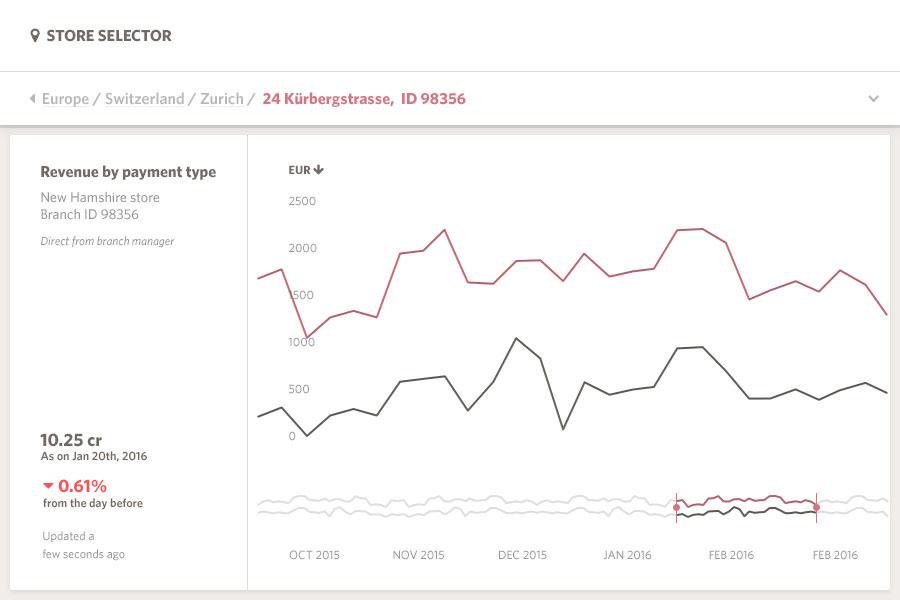 STORE SELECTOR
Europe / Switzerland / Zurich / 24 Kürbergstrasse, ID 98356
Revenue by payment type
New Hamshire store
Branch ID 98356
Direct from branch manager
10.25 cr
As on Jan 20th, 2016
0.61%
from the day before
Updated a
few seconds ago
EUR
2500
2000
1500
1000
500
0
OCT 2015 NOV 2015 DEC 2015 JAN 2016 FEB 2016 FEB 2016